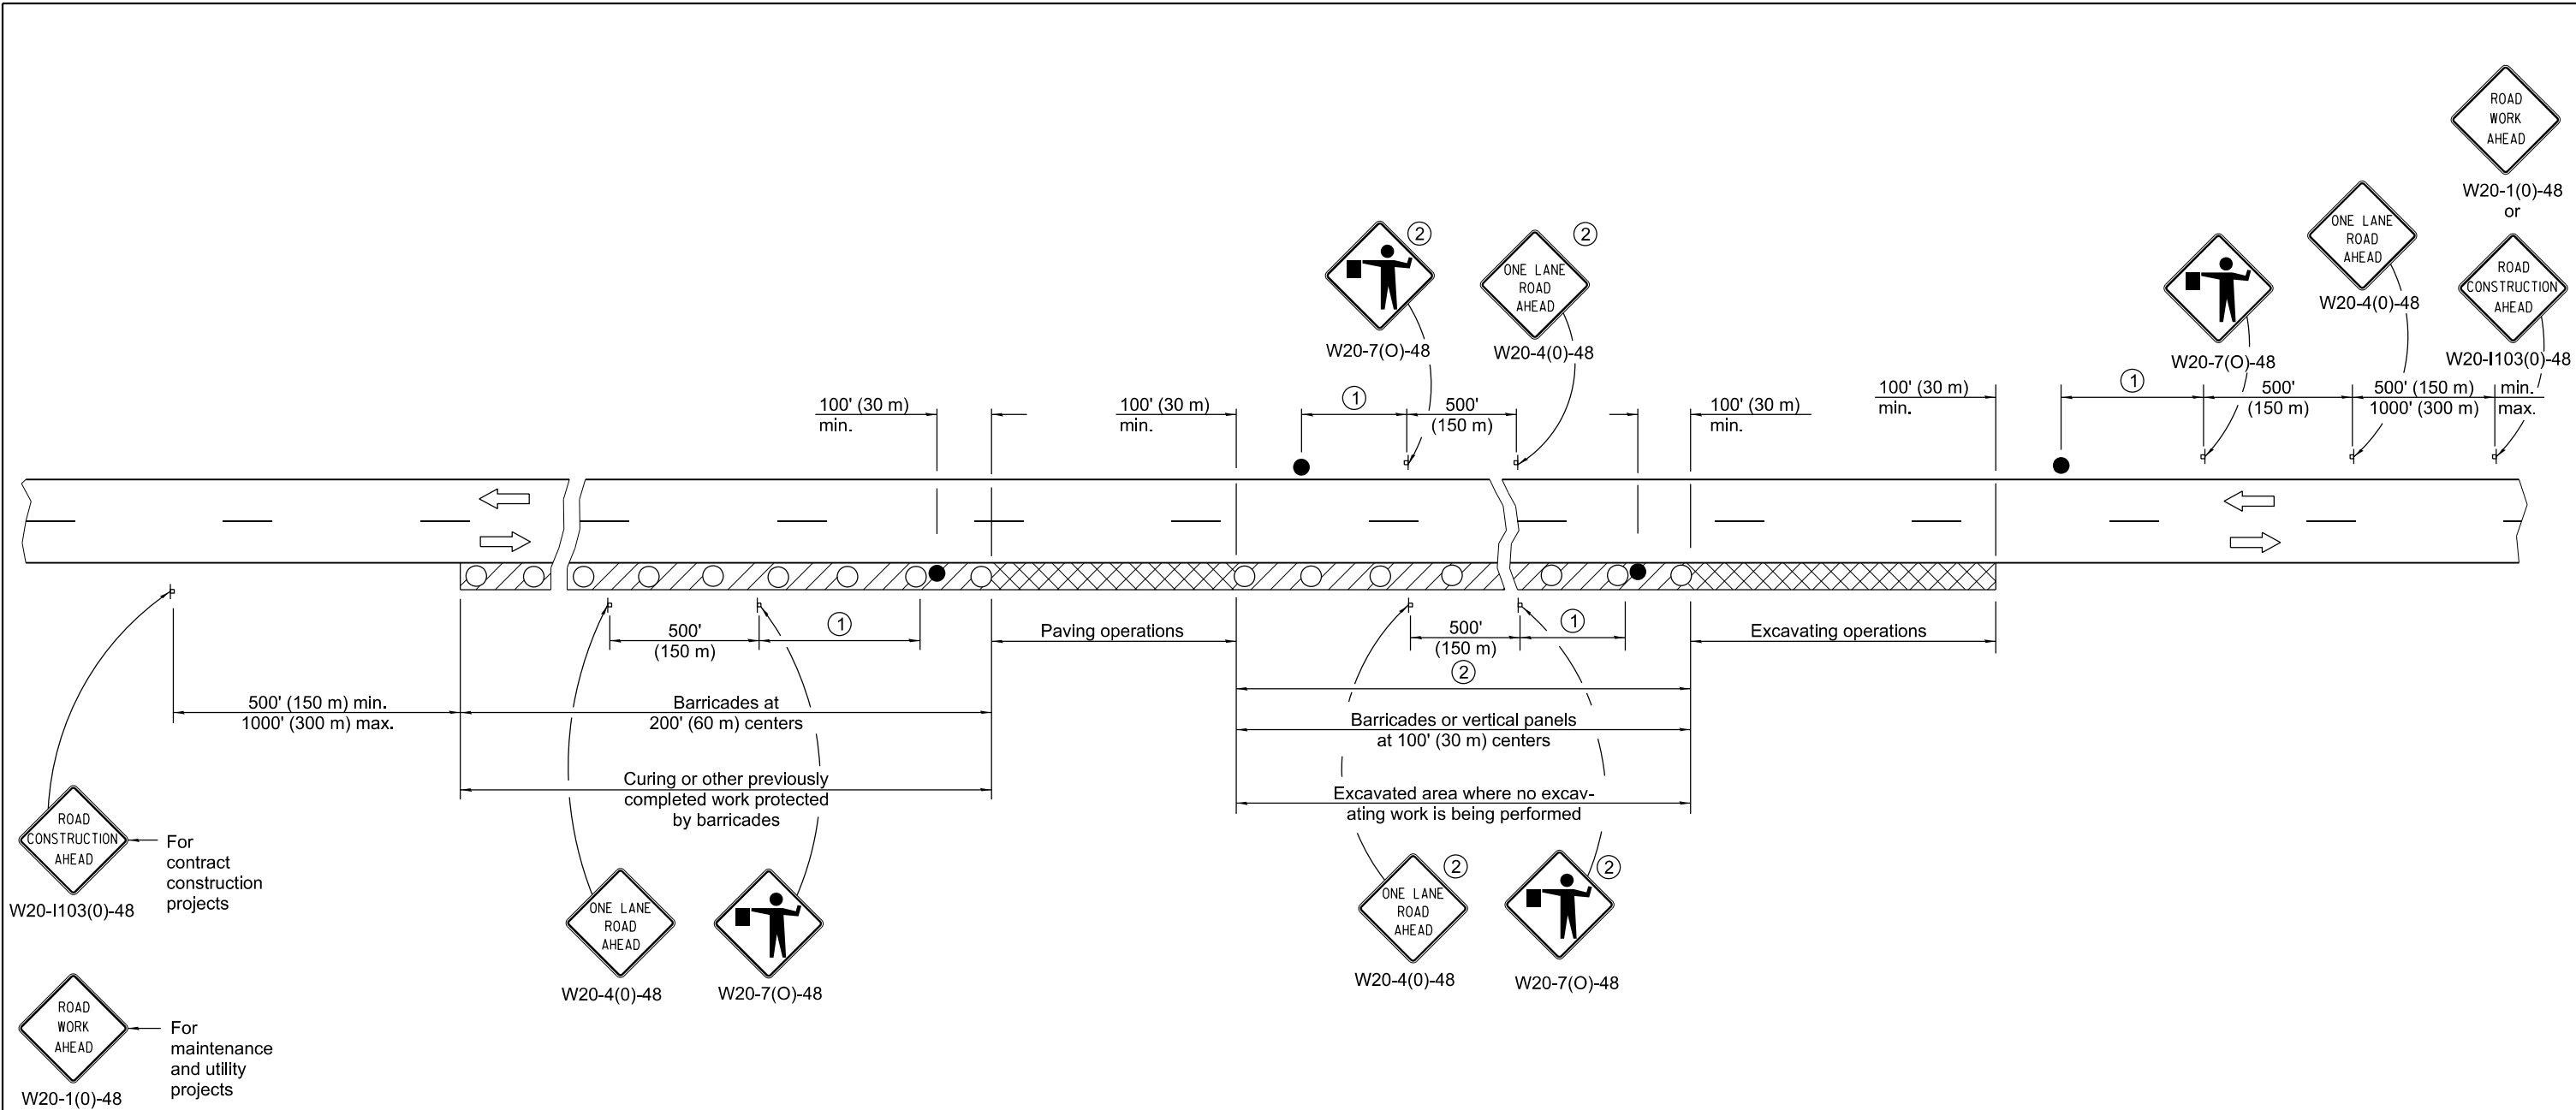 ROAD
WORK
AHEAD
W20-1(0)-48
or
ROAD
CONSTRUCTION
AHEAD
W20-I103(0)-48
ONE LANE
ROAD
AHEAD
W20-4(0)-48
W20-7(O)-48
2
W20-7(O)-48
2
ONE LANE
ROAD
AHEAD
W20-4(0)-48
100' (30 m)
min.
100' (30 m)
min.
1
500'
(150 m)
100' (30 m)
min.
100' (30 m)
min.
1
500'
(150 m)
500' (150 m) min.
1000' (300 m) max.
500'
(150 m)
1
Paving operations
500'
(150 m)
1
2
Excavating operations
500' (150 m) min.
1000' (300 m) max.
Barricades at
200' (60 m) centers
Barricades or vertical panels
at 100' (30 m) centers
Curing or other previously
completed work protected
by barricades
Excavated area where no excav-
ating work is being performed
ROAD
CONSTRUCTION
AHEAD
W20-I103(0)-48
For
contract
construction
projects
ONE LANE
ROAD
AHEAD
W20-4(0)-48
W20-7(O)-48
2
ONE LANE
ROAD
AHEAD
W20-4(0)-48
2
W20-7(O)-48
ROAD
WORK
AHEAD
W20-1(0)-48
For
maintenance
and utility
projects